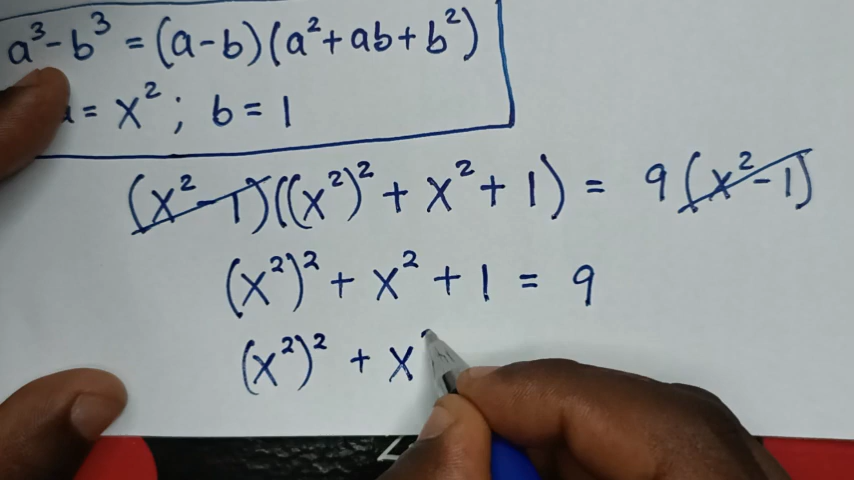 a³-b³ = (a-b)(a²+ab+b²)
= x² ; b = 1
(x²-1)((x²)²+x²+1) = 9(x²-1)
(x²)²+x²+1 = 9
(x²)² + x